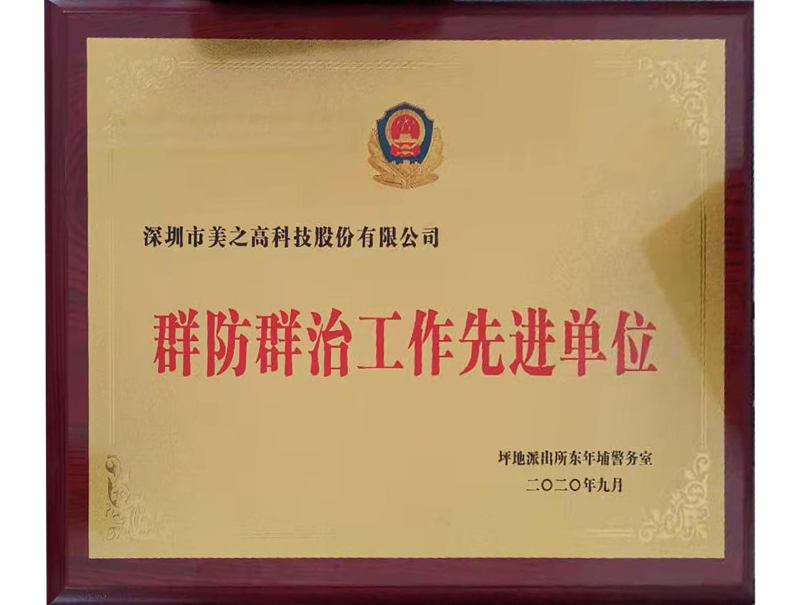 深圳市美之高科技股份有限公司
群防群治工作先进单位
坪地派出所东年埔警务室
二〇二〇年九月